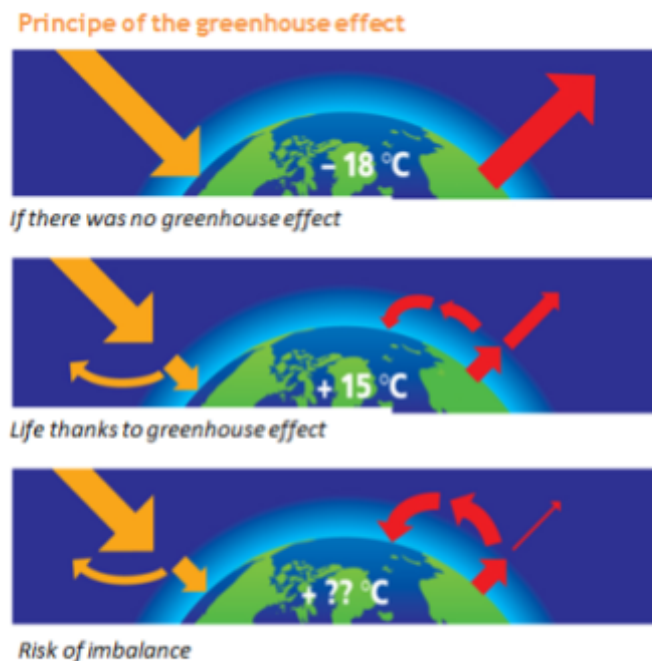 Principe of the greenhouse effect
– 18 °C
If there was no greenhouse effect
+ 15 °C
Life thanks to greenhouse effect
+ ?? °C
Risk of imbalance